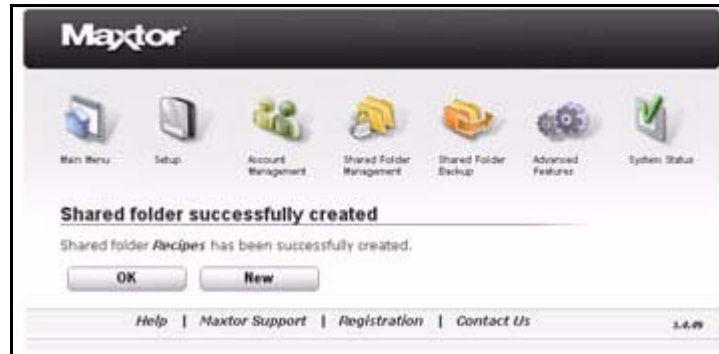 Maxtor
Main Menu
Setup
Account Management
Shared Folder Management
Shared Folder Backup
Advanced Features
System Status
Shared folder successfully created
Shared folder Recipes has been successfully created.
OK New
Help | Maxtor Support | Registration | Contact Us